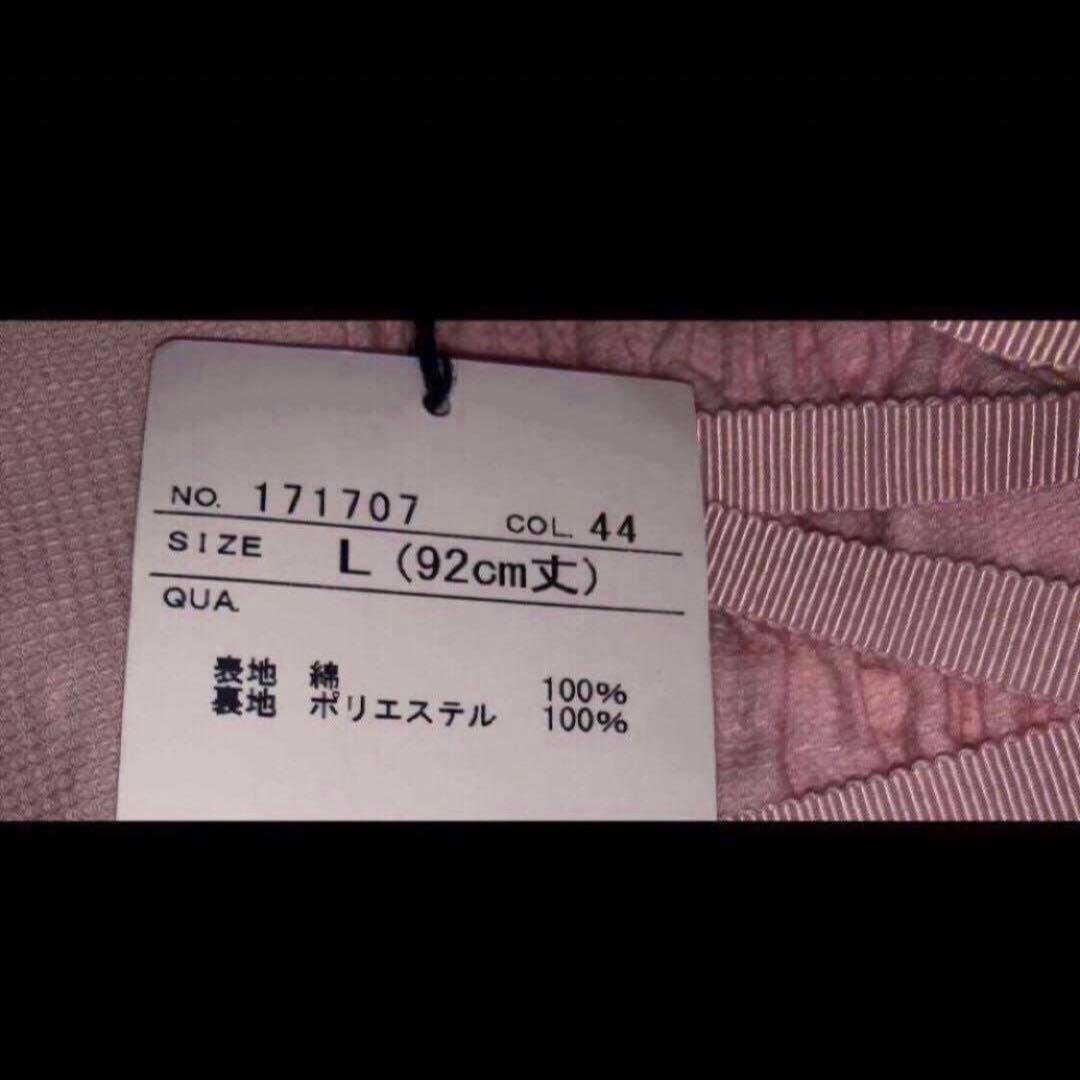 NO. 171707 COL. 44
SIZE L (92cm丈)
QUA.
表地 綿 100%
裏地 ポリエステル 100%